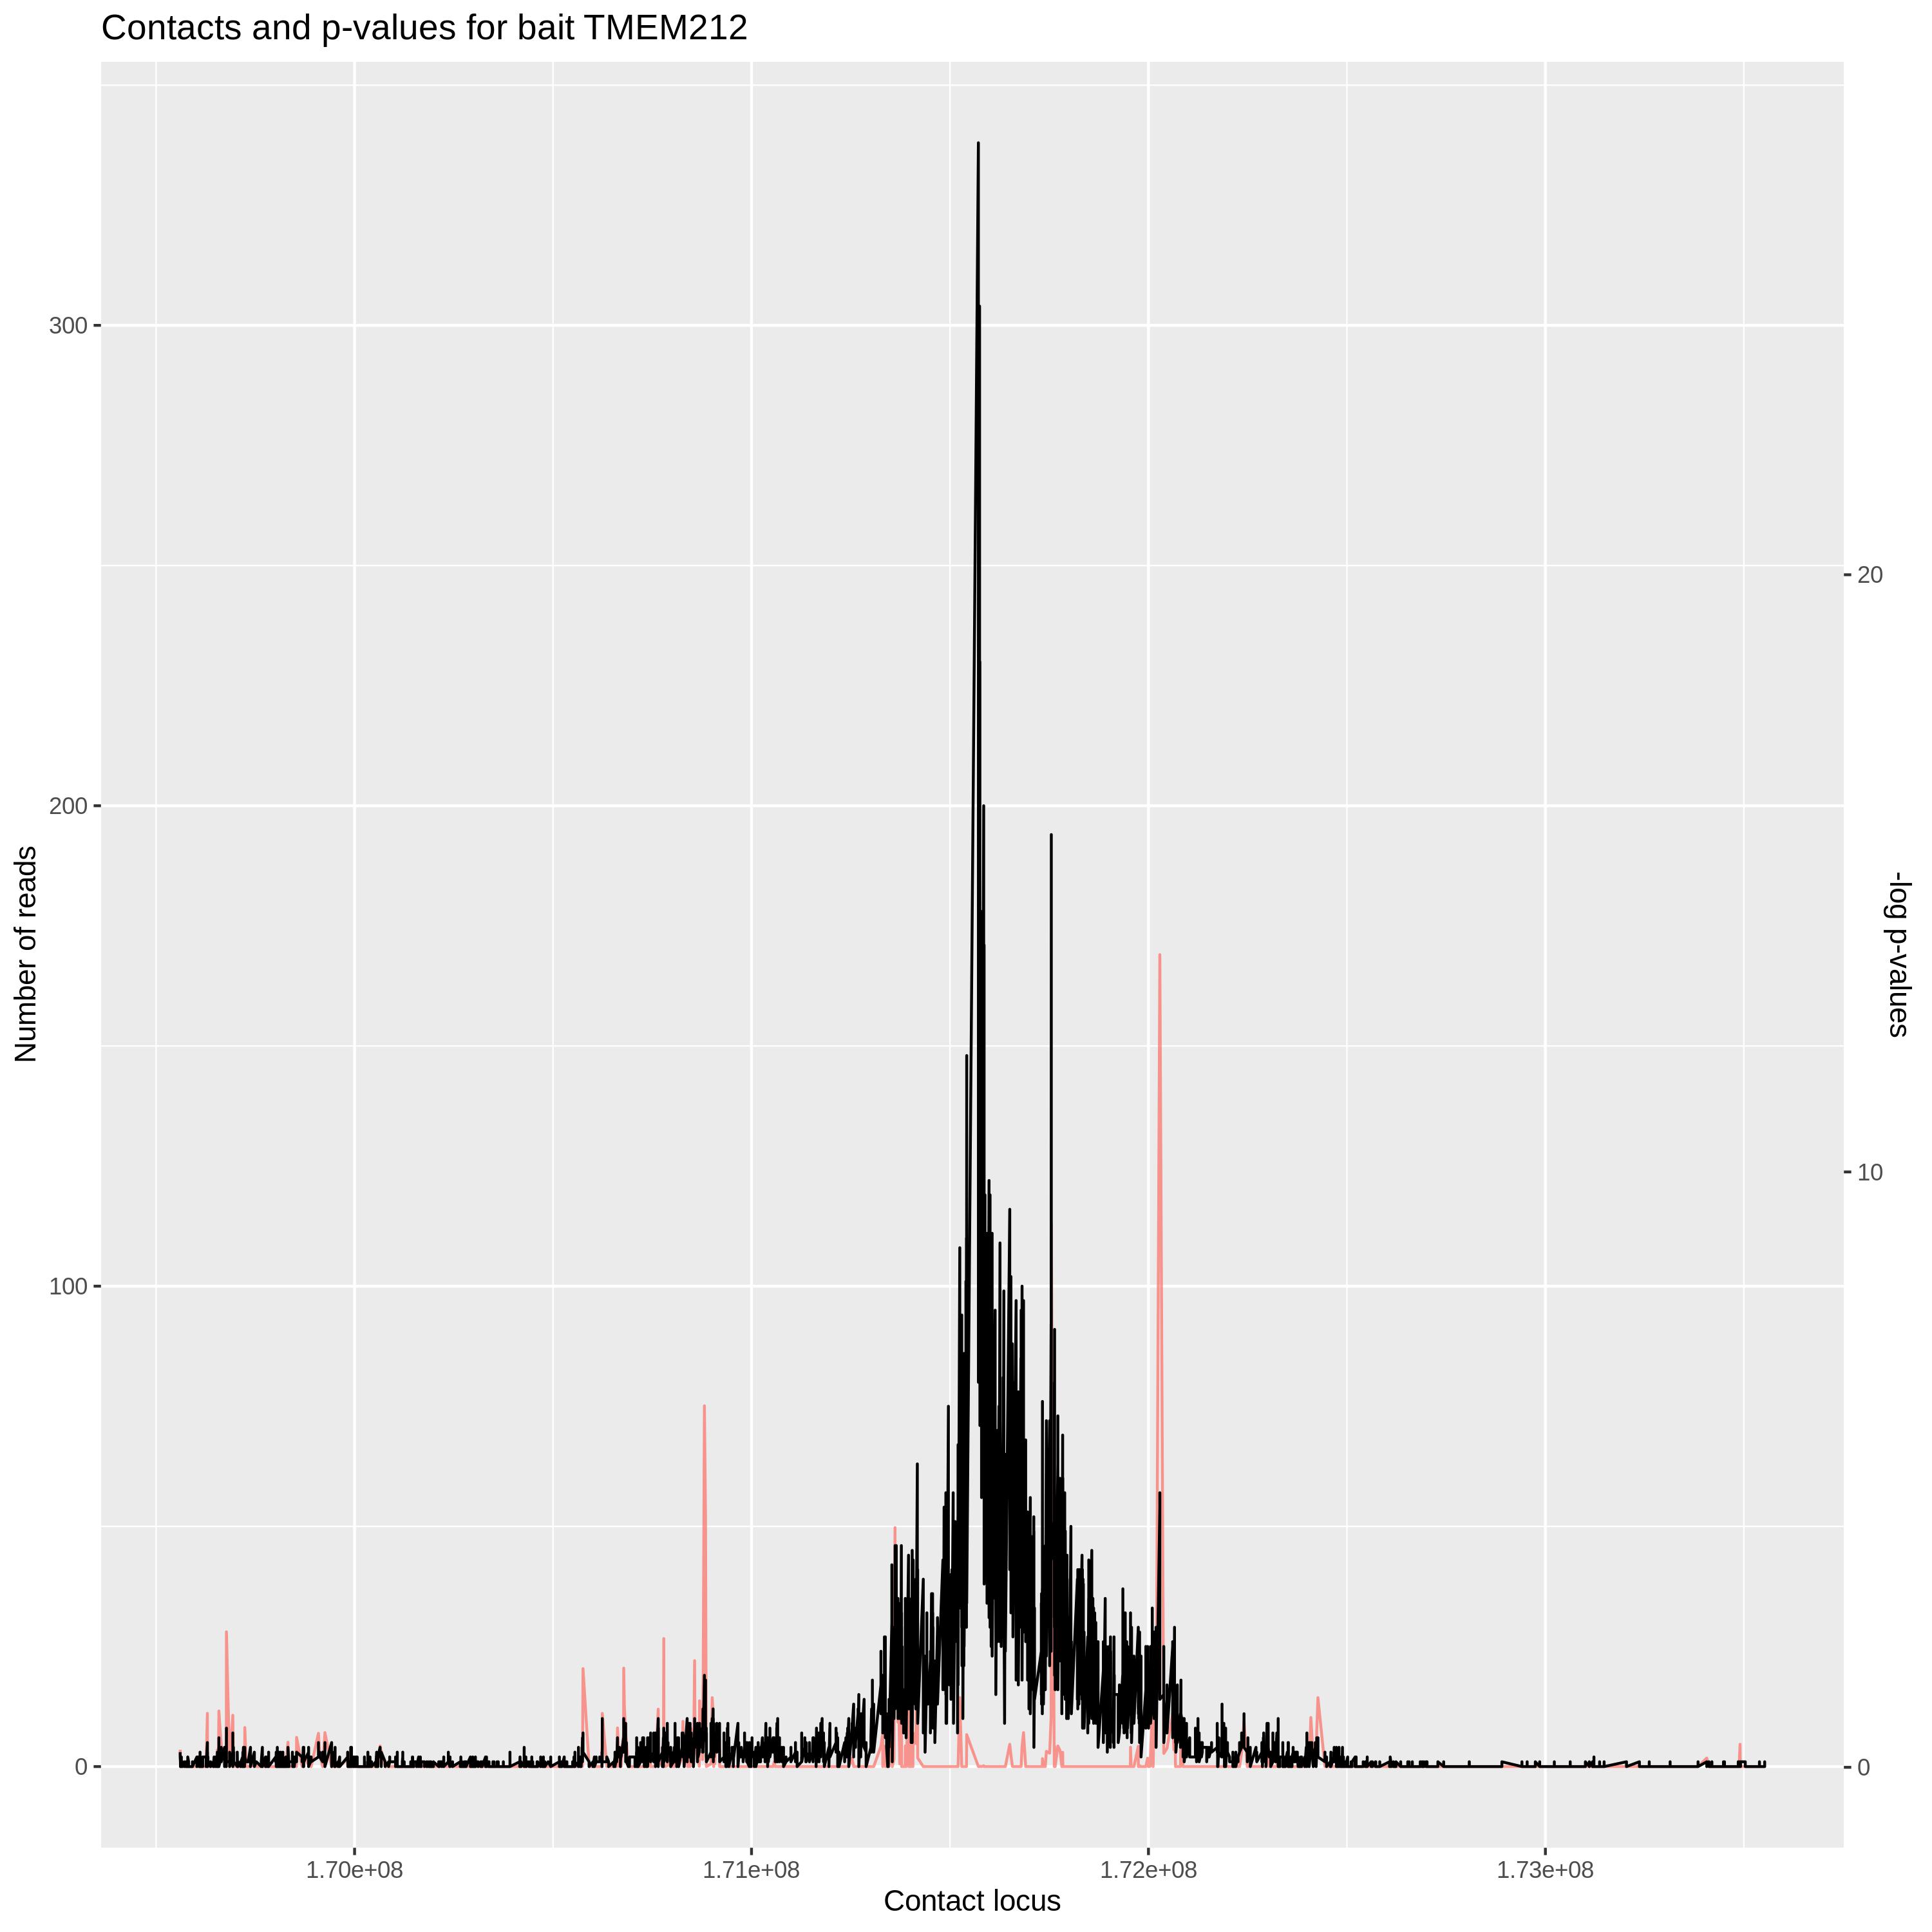 Contacts and p-values for bait TMEM212
300
200
100
0
20
10
0
Number of reads
-log p-values
1.70e+08
1.71e+08
1.72e+08
1.73e+08
Contact locus